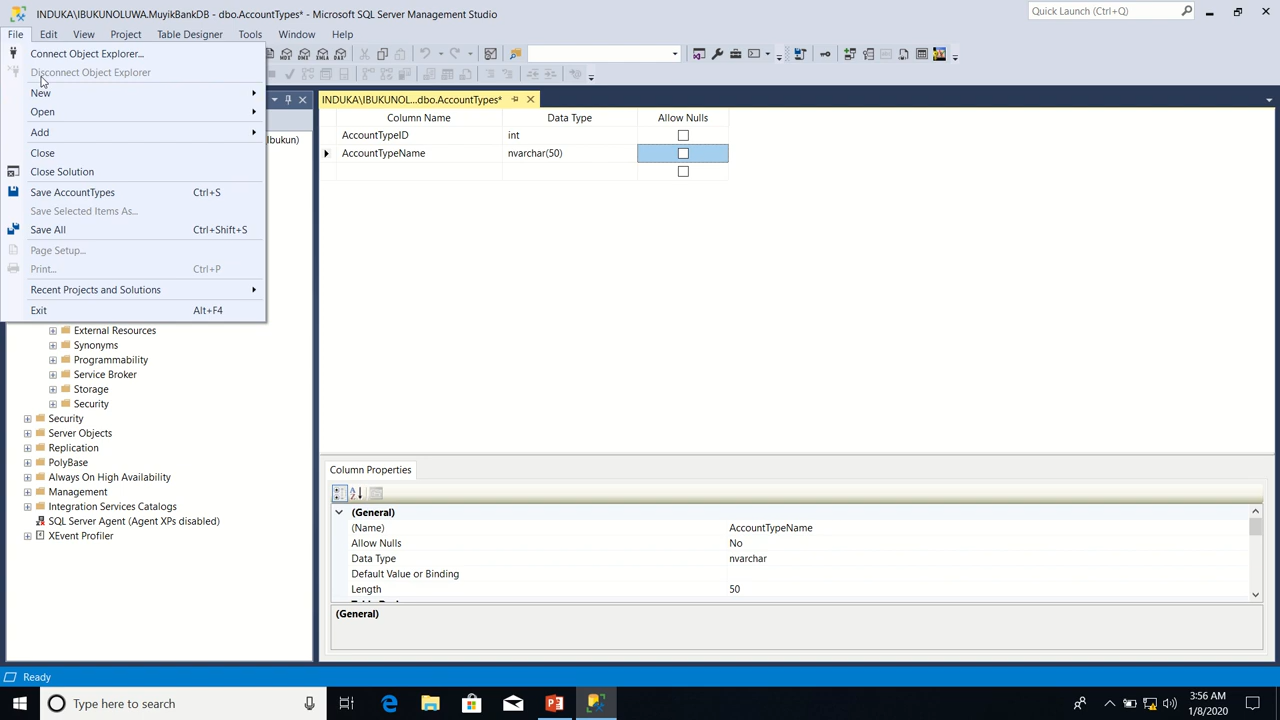 INDUKA\IBUKUNOLUWA.MuyikBankDB - dbo.AccountTypes* - Microsoft SQL Server Management Studio
Quick Launch (Ctrl+Q)
File Edit View Project Table Designer Tools Window Help
Connect Object Explorer...
Disconnect Object Explorer
New
Open
Add
Close
Close Solution
Save AccountTypes Ctrl+S
Save Selected Items As...
Save All Ctrl+Shift+S
Page Setup...
Print... Ctrl+P
Recent Projects and Solutions
Exit Alt+F4
MDX DMX XMLA DAX
Ibukun)
External Resources
Synonyms
Programmability
Service Broker
Storage
Security
Security
Server Objects
Replication
PolyBase
Always On High Availability
Management
Integration Services Catalogs
SQL Server Agent (Agent XPs disabled)
XEvent Profiler
INDUKA\IBUKUNOL...dbo.AccountTypes*
Column Name Data Type Allow Nulls
AccountTypeID int
AccountTypeName nvarchar(50)
Column Properties
(General)
(Name) AccountTypeName
Allow Nulls No
Data Type nvarchar
Default Value or Binding
Length 50
(General)
Ready
Type here to search
3:56 AM
1/8/2020